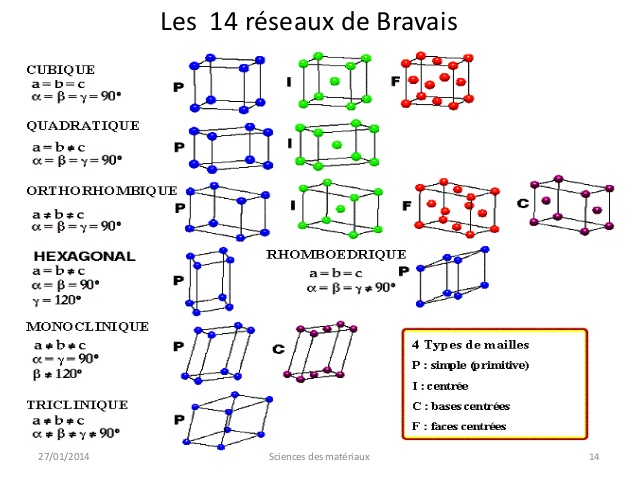 Les 14 réseaux de Bravais
CUBIQUE
a = b = c
α = β = γ = 90°
P
I
F
QUADRATIQUE
a = b ≠ c
α = β = γ = 90°
P
I
ORTHORHOMBIQUE
a ≠ b ≠ c
α = β = γ = 90°
P
I
F
C
HEXAGONAL
a = b ≠ c
α = β = 90°
γ = 120°
P
RHOMBOEDRIQUE
a = b = c
α = β = γ ≠ 90°
P
MONOCLINIQUE
a ≠ b ≠ c
α = γ = 90°
β ≠ 120°
P
C
TRICLINIQUE
a ≠ b ≠ c
α ≠ β ≠ γ ≠ 90°
P
4 Types de mailles
P : simple (primitive)
I : centrée
C : bases centrées
F : faces centrées
27/01/2014
Sciences des matériaux
14